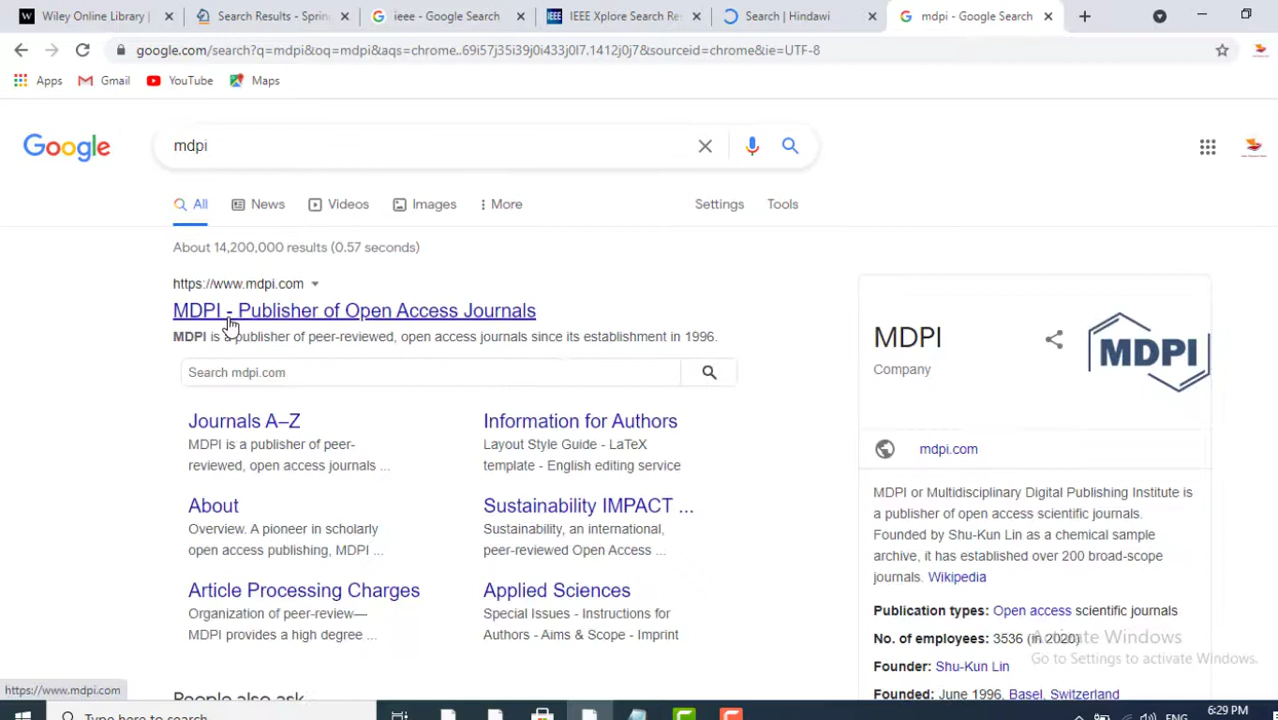 Wiley Online Library |
Search Results - Sprin
ieee - Google Search
IEEE Xplore Search Re
Search | Hindawi
mdpi - Google Search
google.com/search?q=mdpi&oq=mdpi&aqs=chrome..69i57j35i39j0i433j0l7.1412j0j7&sourceid=chrome&ie=UTF-8
Apps
Gmail
YouTube
Maps
Google
mdpi
All
News
Videos
Images
More
Settings
Tools
About 14,200,000 results (0.57 seconds)
https://www.mdpi.com
MDPI - Publisher of Open Access Journals
MDPI is a publisher of peer-reviewed, open access journals since its establishment in 1996.
Search mdpi.com
Journals A–Z
MDPI is a publisher of peer-
reviewed, open access journals ...
Information for Authors
Layout Style Guide - LaTeX
template - English editing service
About
Overview. A pioneer in scholarly
open access publishing, MDPI ...
Sustainability IMPACT ...
Sustainability, an international,
peer-reviewed Open Access ...
Article Processing Charges
Organization of peer-review—
MDPI provides a high degree ...
Applied Sciences
Special Issues - Instructions for
Authors - Aims & Scope - Imprint
People also ask
MDPI
Company
MDPI
mdpi.com
MDPI or Multidisciplinary Digital Publishing Institute is
a publisher of open access scientific journals.
Founded by Shu-Kun Lin as a chemical sample
archive, it has established over 200 broad-scope
journals. Wikipedia
Publication types: Open access scientific journals
No. of employees: 3536 (in 2020)
Founder: Shu-Kun Lin
Founded: June 1996, Basel, Switzerland
Activate Windows
Go to Settings to activate Windows.
https://www.mdpi.com
Type here to search
ENG
6:29 PM